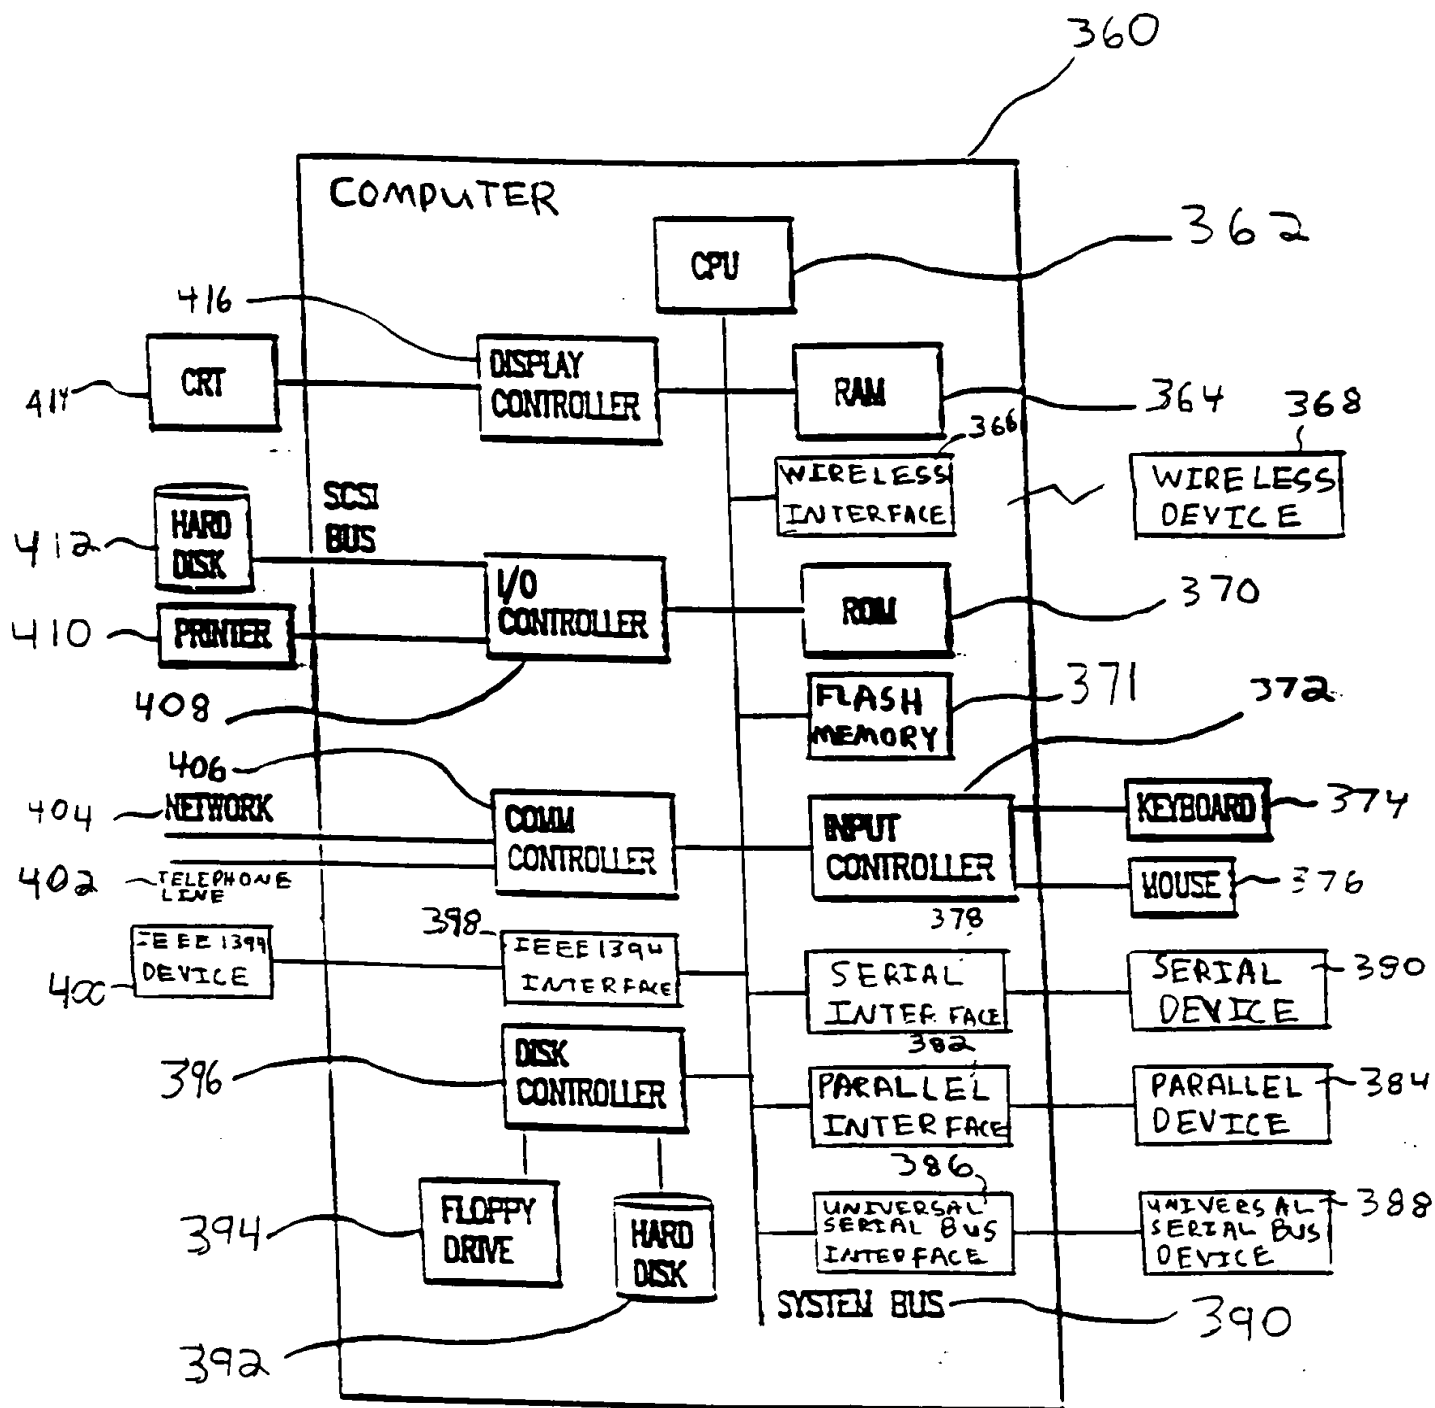 360
COMPUTER
362
CPU
416
DISPLAY
CONTROLLER
CRT
414
RAM
364
366
368
WIRELESS
INTERFACE
WIRELESS
DEVICE
SCSI
BUS
HARD
DISK
412
I/O
CONTROLLER
ROM
370
PRINTER
410
408
FLASH
MEMORY
371
372
406
404
NETWORK
COMM
CONTROLLER
INPUT
CONTROLLER
KEYBOARD
374
402
TELEPHONE
LINE
MOUSE
376
378
398
IEEE 1394
DEVICE
400
IEEE 1394
INTERFACE
SERIAL
INTERFACE
SERIAL
DEVICE
380
382
396
DISK
CONTROLLER
PARALLEL
INTERFACE
PARALLEL
DEVICE
384
386
394
FLOPPY
DRIVE
HARD
DISK
UNIVERSAL
SERIAL BUS
INTERFACE
UNIVERSAL
SERIAL BUS
DEVICE
388
SYSTEM BUS
390
392